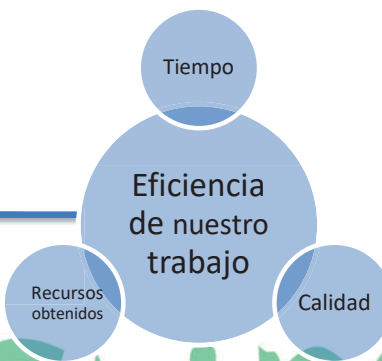 Tiempo
Eficiencia
de nuestro
trabajo
Recursos
obtenidos
Calidad